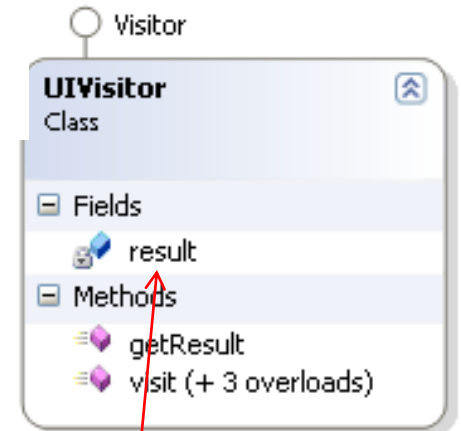 Visitor
UIVisitor
Class
Fields
result
Methods
getResult
visit (+ 3 overloads)